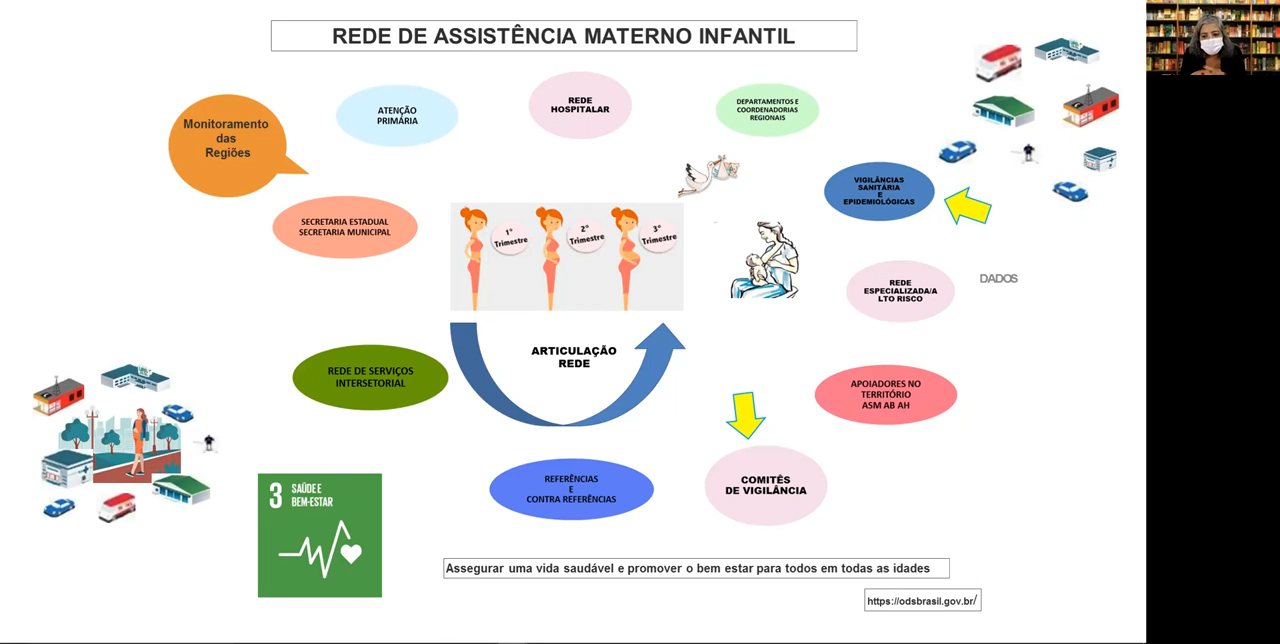 REDE DE ASSISTÊNCIA MATERNO INFANTIL
Monitoramento
das
Regiões
ATENÇÃO
PRIMÁRIA
REDE
HOSPITALAR
DEPARTAMENTOS E
COORDENADORIAS
REGIONAIS
VIGILÂNCIAS
SANITÁRIA
E
EPIDEMIOLÓGICAS
SECRETARIA ESTADUAL
SECRETARIA MUNICIPAL
1º
Trimestre
2º
Trimestre
3º
Trimestre
REDE
ESPECIALIZADA/A
LTO RISCO
DADOS
ARTICULAÇÃO
REDE
REDE DE SERVIÇOS
INTERSETORIAL
APOIADORES NO
TERRITÓRIO
ASM AB AH
REFERÊNCIAS
E
CONTRA REFERÊNCIAS
COMITÊS
DE VIGILÂNCIA
3 SAÚDE E
BEM-ESTAR
Assegurar uma vida saudável e promover o bem estar para todos em todas as idades
https://odsbrasil.gov.br/